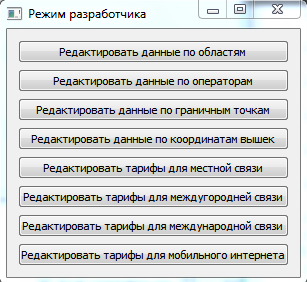 Режим разработчика
Редактировать данные по областям
Редактировать данные по операторам
Редактировать данные по граничным точкам
Редактировать данные по координатам вышек
Редактировать тарифы для местной связи
Редактировать тарифы для междугородней связи
Редактировать тарифы для международной связи
Редактировать тарифы для мобильного интернета